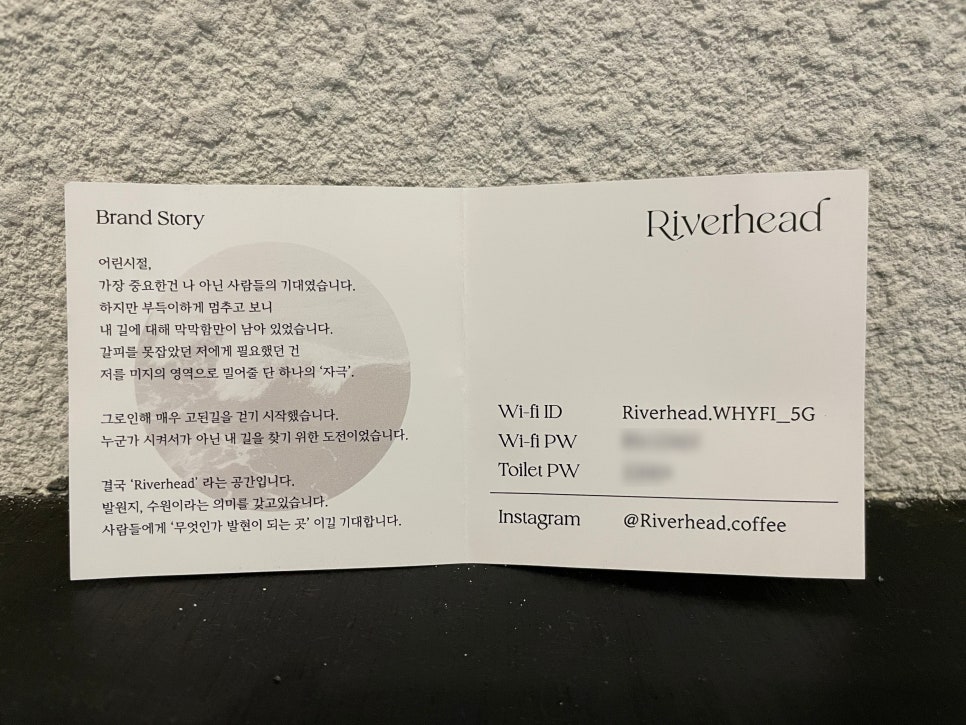 Brand Story
어린시절,
가장 중요한건 나 아닌 사람들의 기대였습니다.
하지만 부득이하게 멈추고 보니
내 길에 대해 막막함만이 남아 있었습니다.
갈피를 못잡았던 저에게 필요했던 건
저를 미지의 영역으로 밀어줄 단 하나의 ‘자극’.
그로인해 매우 고된길을 걷기 시작했습니다.
누군가 시켜서가 아닌 내 길을 찾기 위한 도전이었습니다.
결국 ‘Riverhead’ 라는 공간입니다.
발원지, 수원이라는 의미를 갖고있습니다.
사람들에게 ‘무엇인가 발현이 되는 곳’ 이길 기대합니다.
Riverhead
Wi-fi ID Riverhead.WHYFI_5G
Wi-fi PW
Toilet PW
Instagram @Riverhead.coffee